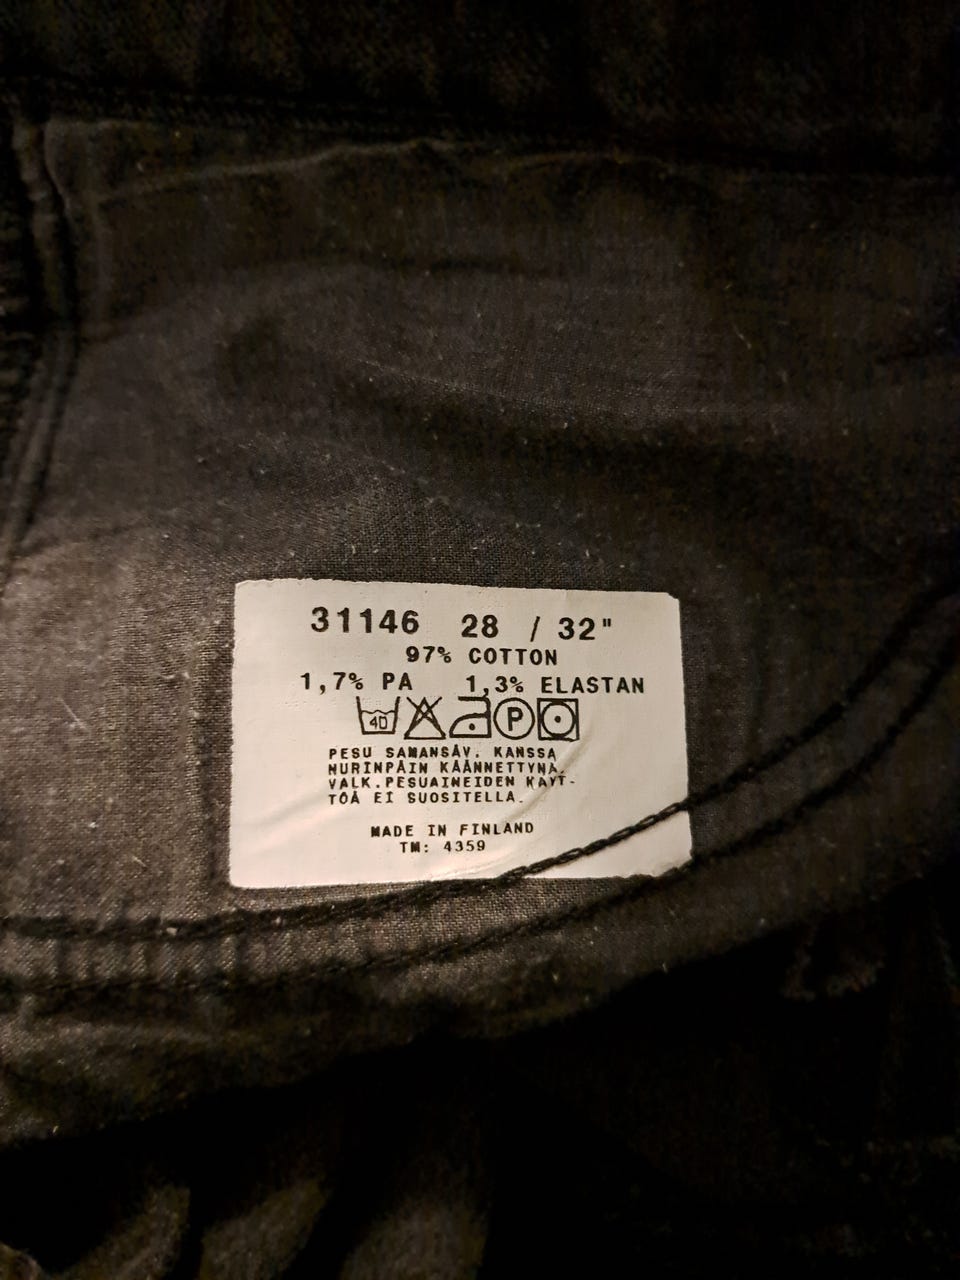 31146 28 / 32"
97% COTTON
1,7% PA 1,3% ELASTAN
40 P
PESU SAMANSÄV. KANSSA
NURINPÄIN KÄÄNNETTYNÄ.
VALK.PESUAINEIDEN KÄYT-
TÖÄ EI SUOSITELLA.
MADE IN FINLAND
TM: 4359